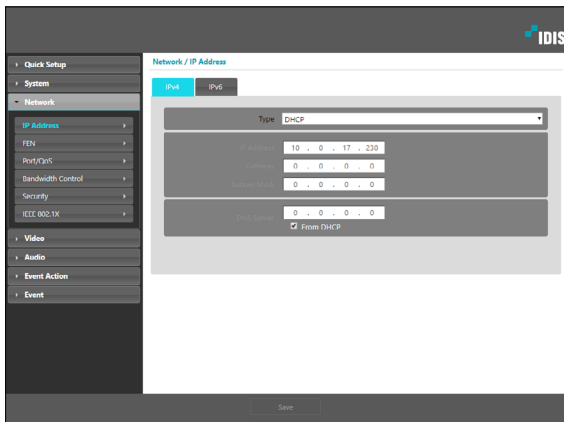 IDIS
Quick Setup
System
Network
IP Address
FEN
Port/QoS
Bandwidth Control
Security
IEEE 802.1X
Video
Audio
Event Action
Event
Network / IP Address
IPv4 IPv6
Type DHCP
IP Address 10 . 0 . 17 . 230
Gateway 0 . 0 . 0 . 0
Subnet Mask 0 . 0 . 0 . 0
DNS Server 0 . 0 . 0 . 0
From DHCP
Save